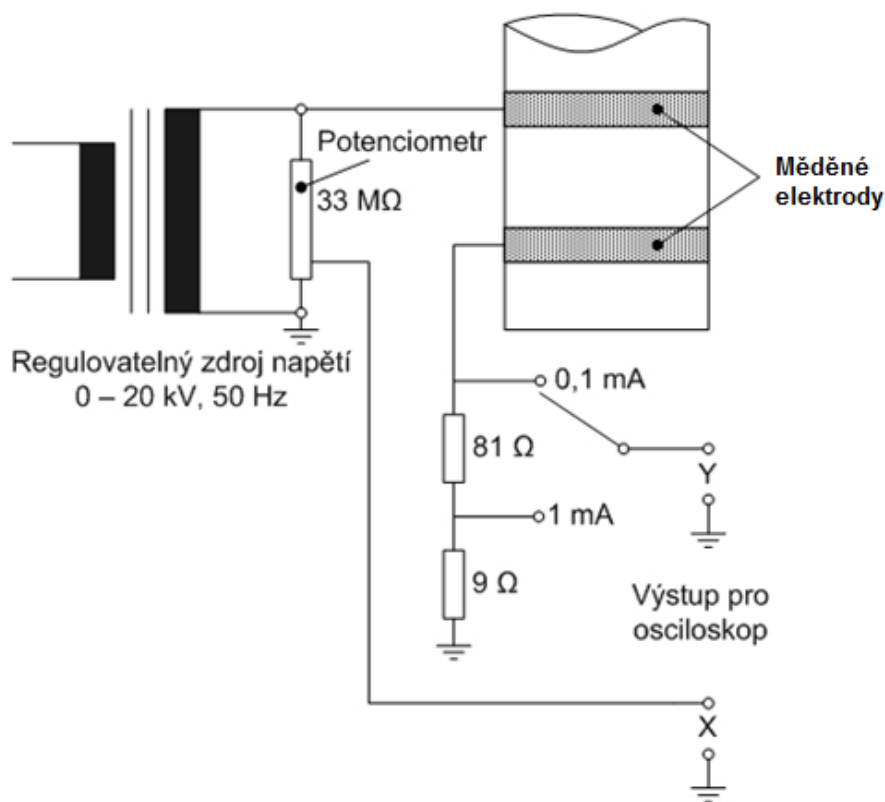 Potenciometr
33 MΩ
Měděné
elektrody
Regulovatelný zdroj napětí
0 – 20 kV, 50 Hz
0,1 mA
81 Ω
Y
1 mA
9 Ω
Výstup pro
osciloskop
X